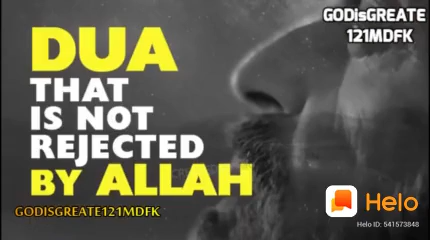 GODisGREATE
121MDFK
DUA
THAT
IS NOT
REJECTED
BY ALLAH
GODISGREATE121MDFK
Helo
Helo ID: 541573848